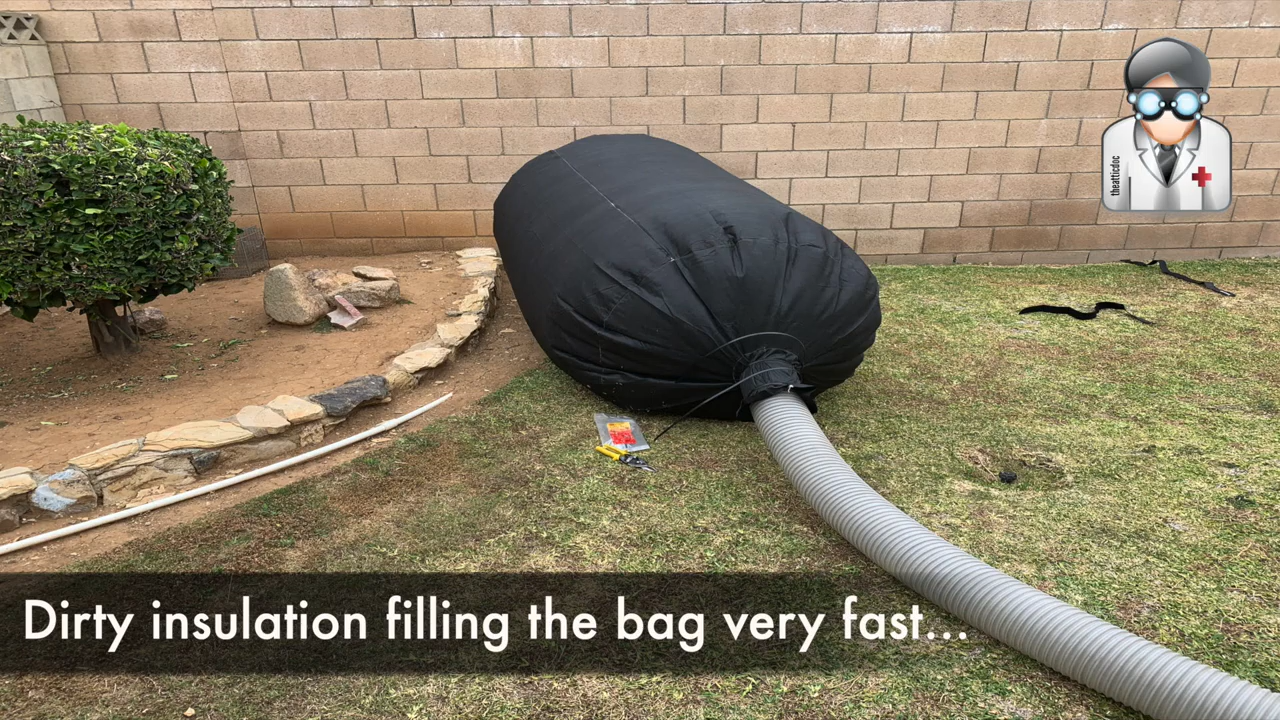 theatticdoc
Dirty insulation filling the bag very fast...